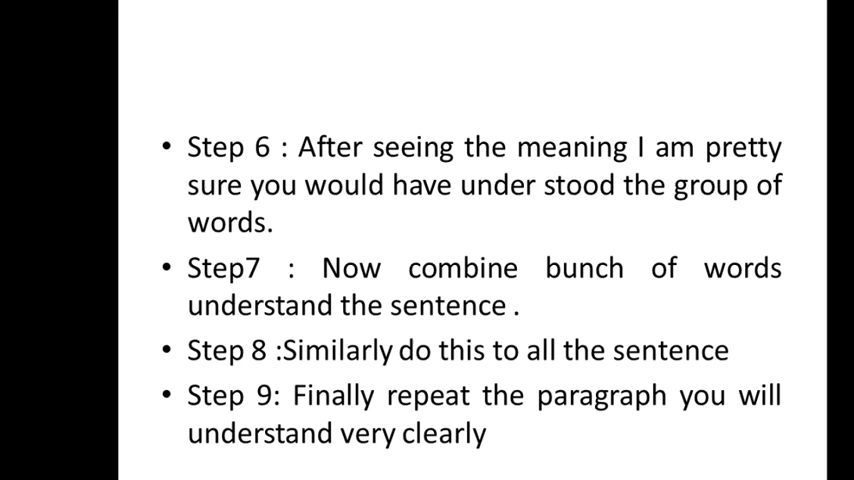 • Step 6 : After seeing the meaning I am pretty
sure you would have under stood the group of
words.
• Step7 : Now combine bunch of words
understand the sentence .
• Step 8 :Similarly do this to all the sentence
• Step 9: Finally repeat the paragraph you will
understand very clearly